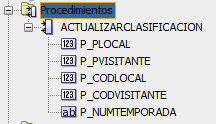 Procedimientos
ACTUALIZARCLASIFICACION
123 P_PLOCAL
123 P_PVISITANTE
123 P_CODLOCAL
123 P_CODVISITANTE
ab P_NUMTEMPORADA